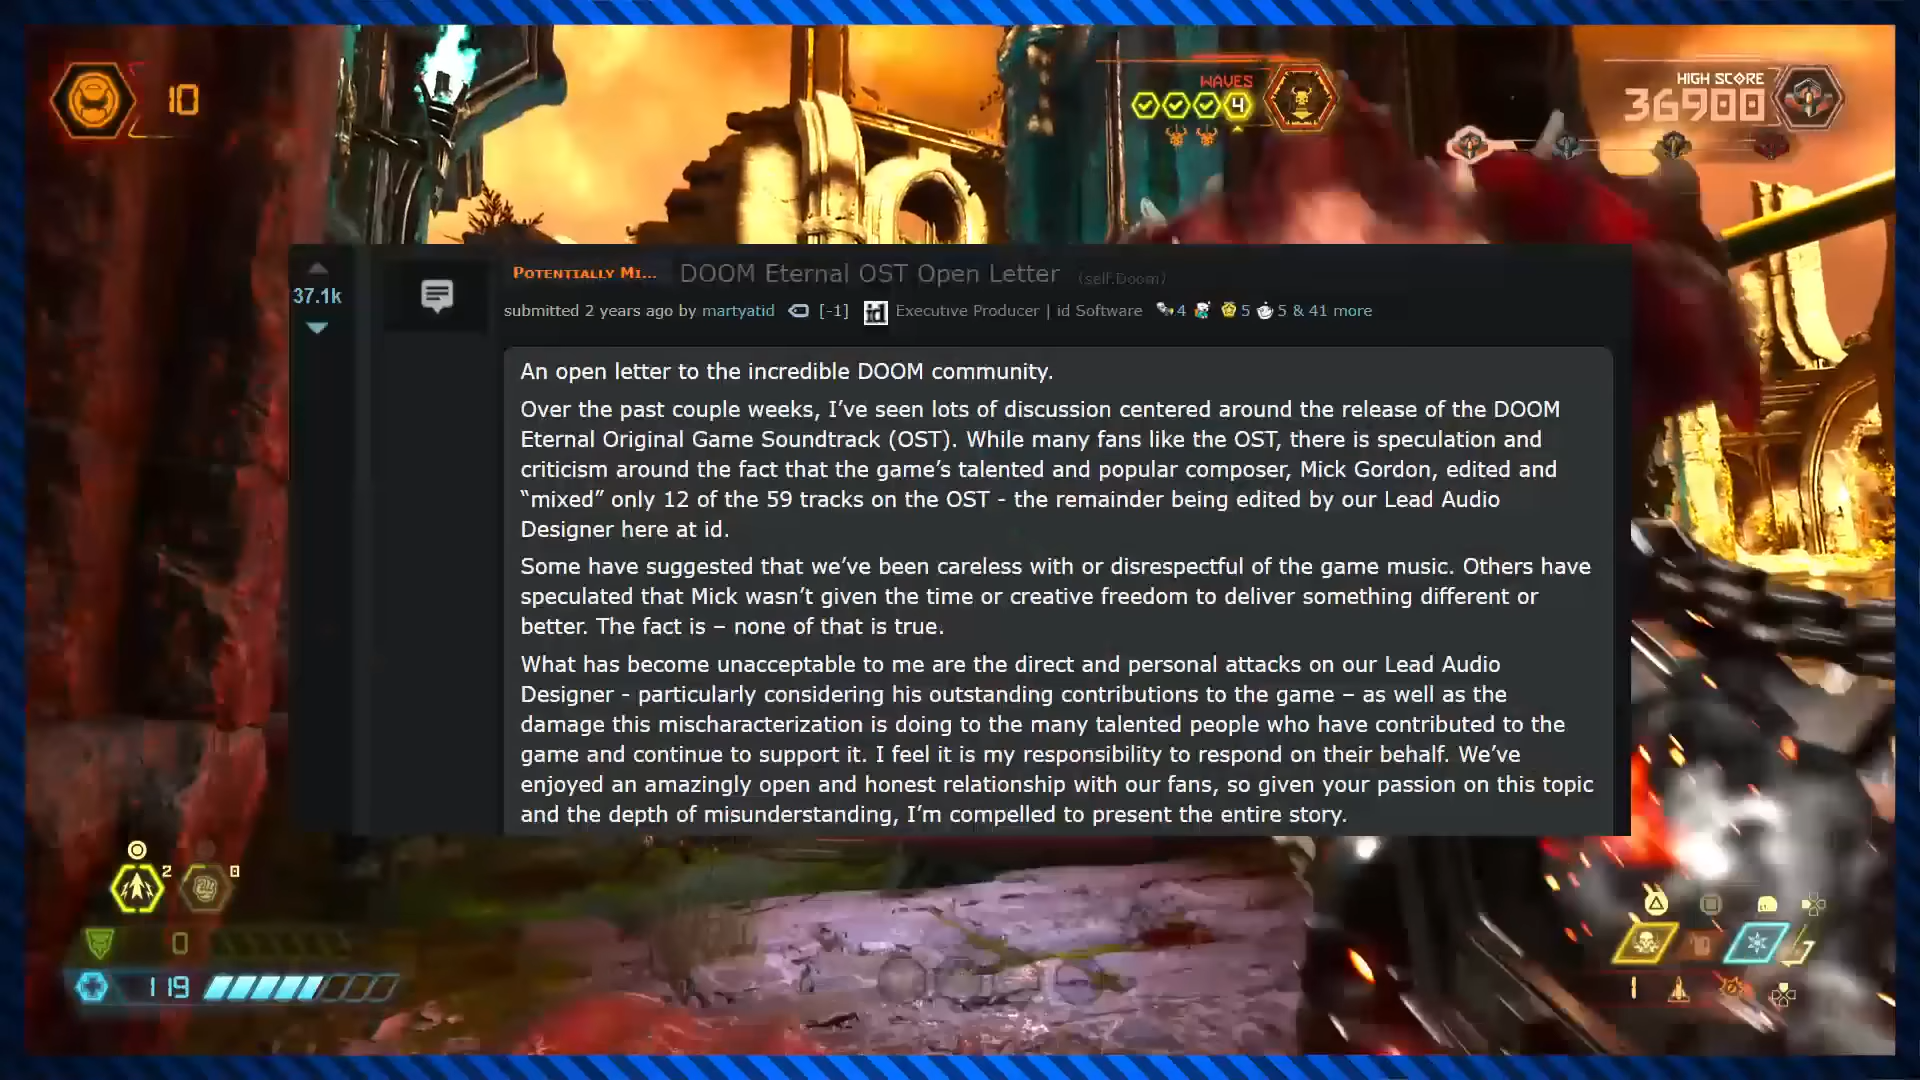 10
WAVES
4
HIGH SCORE
36900
37.1k
POTENTIALLY MI... DOOM Eternal OST Open Letter (self.Doom)
submitted 2 years ago by martyatid [-1] id Executive Producer | id Software 4 5 5 & 41 more
An open letter to the incredible DOOM community.
Over the past couple weeks, I’ve seen lots of discussion centered around the release of the DOOM
Eternal Original Game Soundtrack (OST). While many fans like the OST, there is speculation and
criticism around the fact that the game’s talented and popular composer, Mick Gordon, edited and
“mixed” only 12 of the 59 tracks on the OST - the remainder being edited by our Lead Audio
Designer here at id.
Some have suggested that we’ve been careless with or disrespectful of the game music. Others have
speculated that Mick wasn’t given the time or creative freedom to deliver something different or
better. The fact is – none of that is true.
What has become unacceptable to me are the direct and personal attacks on our Lead Audio
Designer - particularly considering his outstanding contributions to the game – as well as the
damage this mischaracterization is doing to the many talented people who have contributed to the
game and continue to support it. I feel it is my responsibility to respond on their behalf. We’ve
enjoyed an amazingly open and honest relationship with our fans, so given your passion on this topic
and the depth of misunderstanding, I’m compelled to present the entire story.
2 0
0
119
1